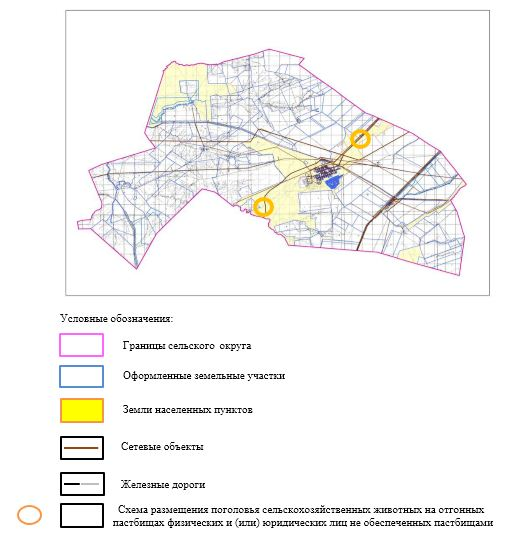 Условные обозначения:
Границы сельского округа
Оформленные земельные участки
Земли населенных пунктов
Сетевые объекты
Железные дороги
Схема размещения поголовья сельскохозяйственных животных на отгонных
пастбищах физических и (или) юридических лиц не обеспеченных пастбищами